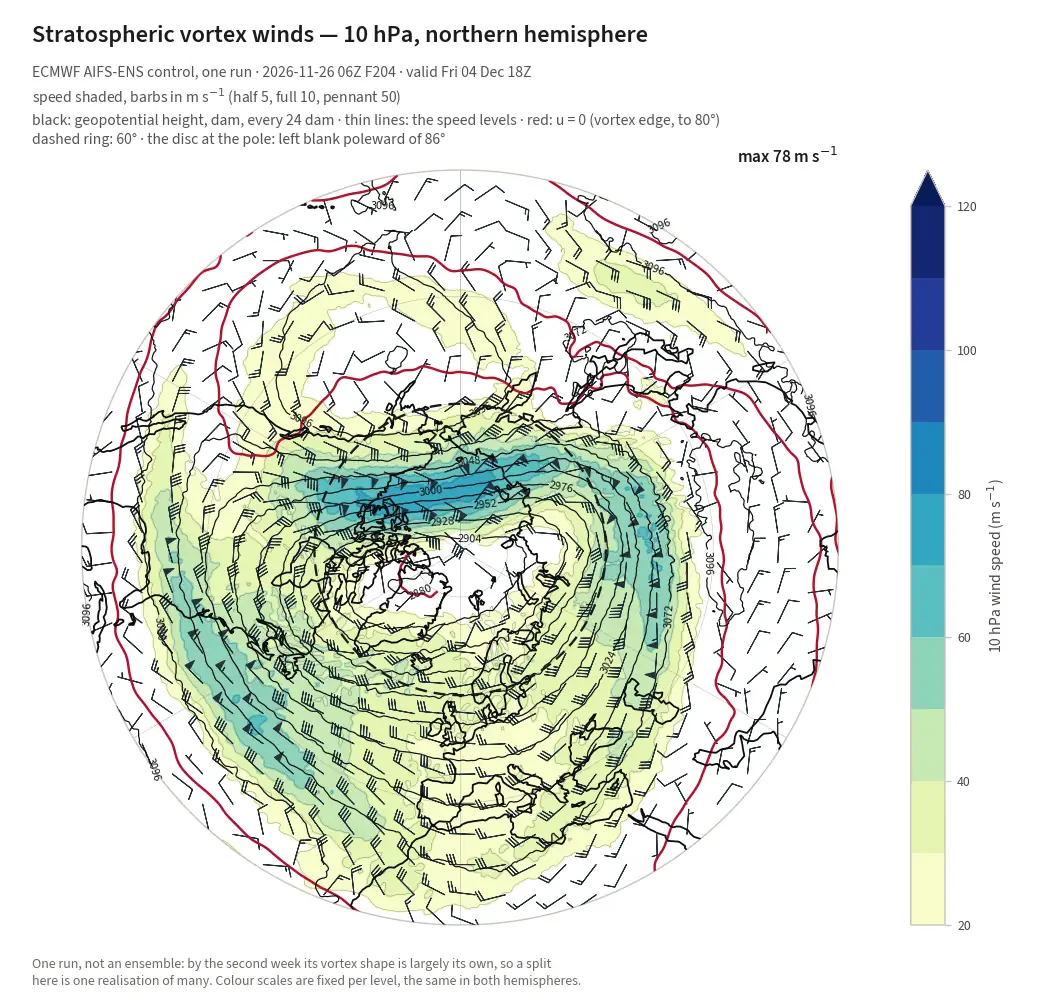 Stratospheric vortex winds — 10 hPa, northern hemisphere
ECMWF AIFS-ENS control, one run · 2026-11-26 06Z F204 · valid Fri 04 Dec 18Z
speed shaded, barbs in m s⁻¹ (half 5, full 10, pennant 50)
black: geopotential height, dam, every 24 dam · thin lines: the speed levels · red: u = 0 (vortex edge, to 80°)
dashed ring: 60° · the disc at the pole: left blank poleward of 86°
max 78 m s⁻¹
3096
3096
3096
3072
3096
3096
3048
3000
2976
2952
2928
2904
3096
2880
3096
3072
3024
3096
120
100
80
60
40
20
10 hPa wind speed (m s⁻¹)
One run, not an ensemble: by the second week its vortex shape is largely its own, so a split
here is one realisation of many. Colour scales are fixed per level, the same in both hemispheres.